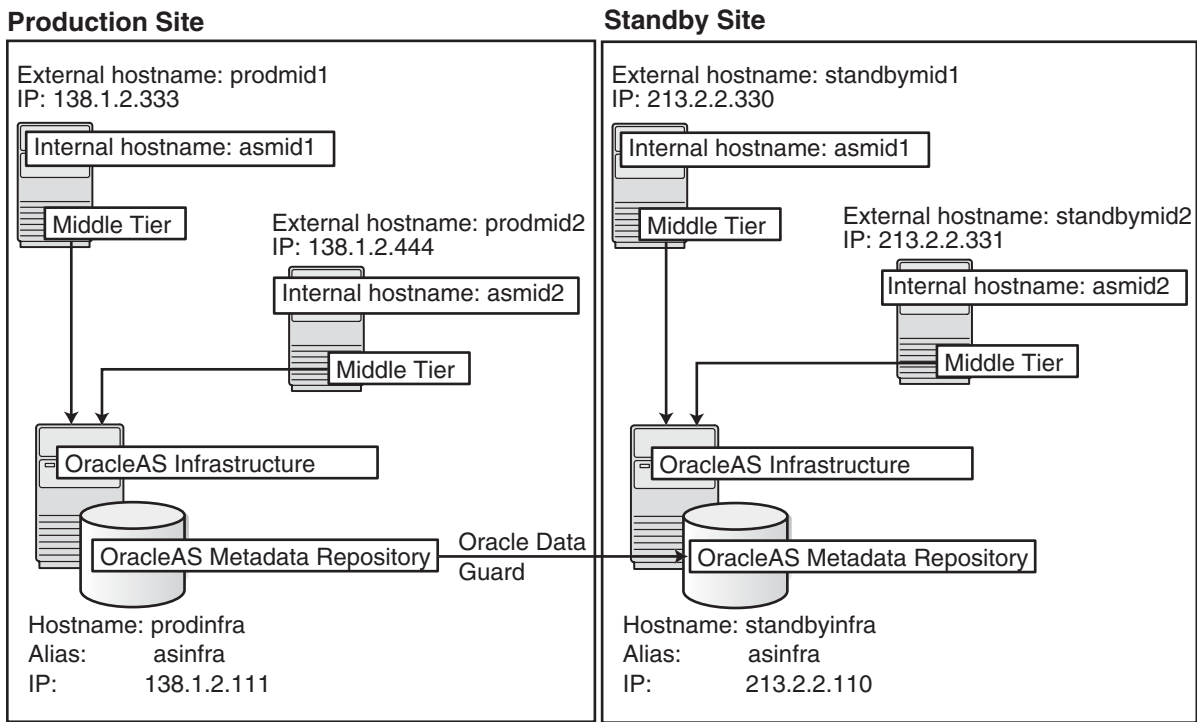 Production Site
External hostname: prodmid1
IP: 138.1.2.333
Internal hostname: asmid1
Middle Tier
External hostname: prodmid2
IP: 138.1.2.444
Internal hostname: asmid2
Middle Tier
OracleAS Infrastructure
OracleAS Metadata Repository
Hostname: prodinfra
Alias: asinfra
IP: 138.1.2.111
Oracle Data
Guard
Standby Site
External hostname: standbymid1
IP: 213.2.2.330
Internal hostname: asmid1
Middle Tier
External hostname: standbymid2
IP: 213.2.2.331
Internal hostname: asmid2
Middle Tier
OracleAS Infrastructure
OracleAS Metadata Repository
Hostname: standbyinfra
Alias: asinfra
IP: 213.2.2.110